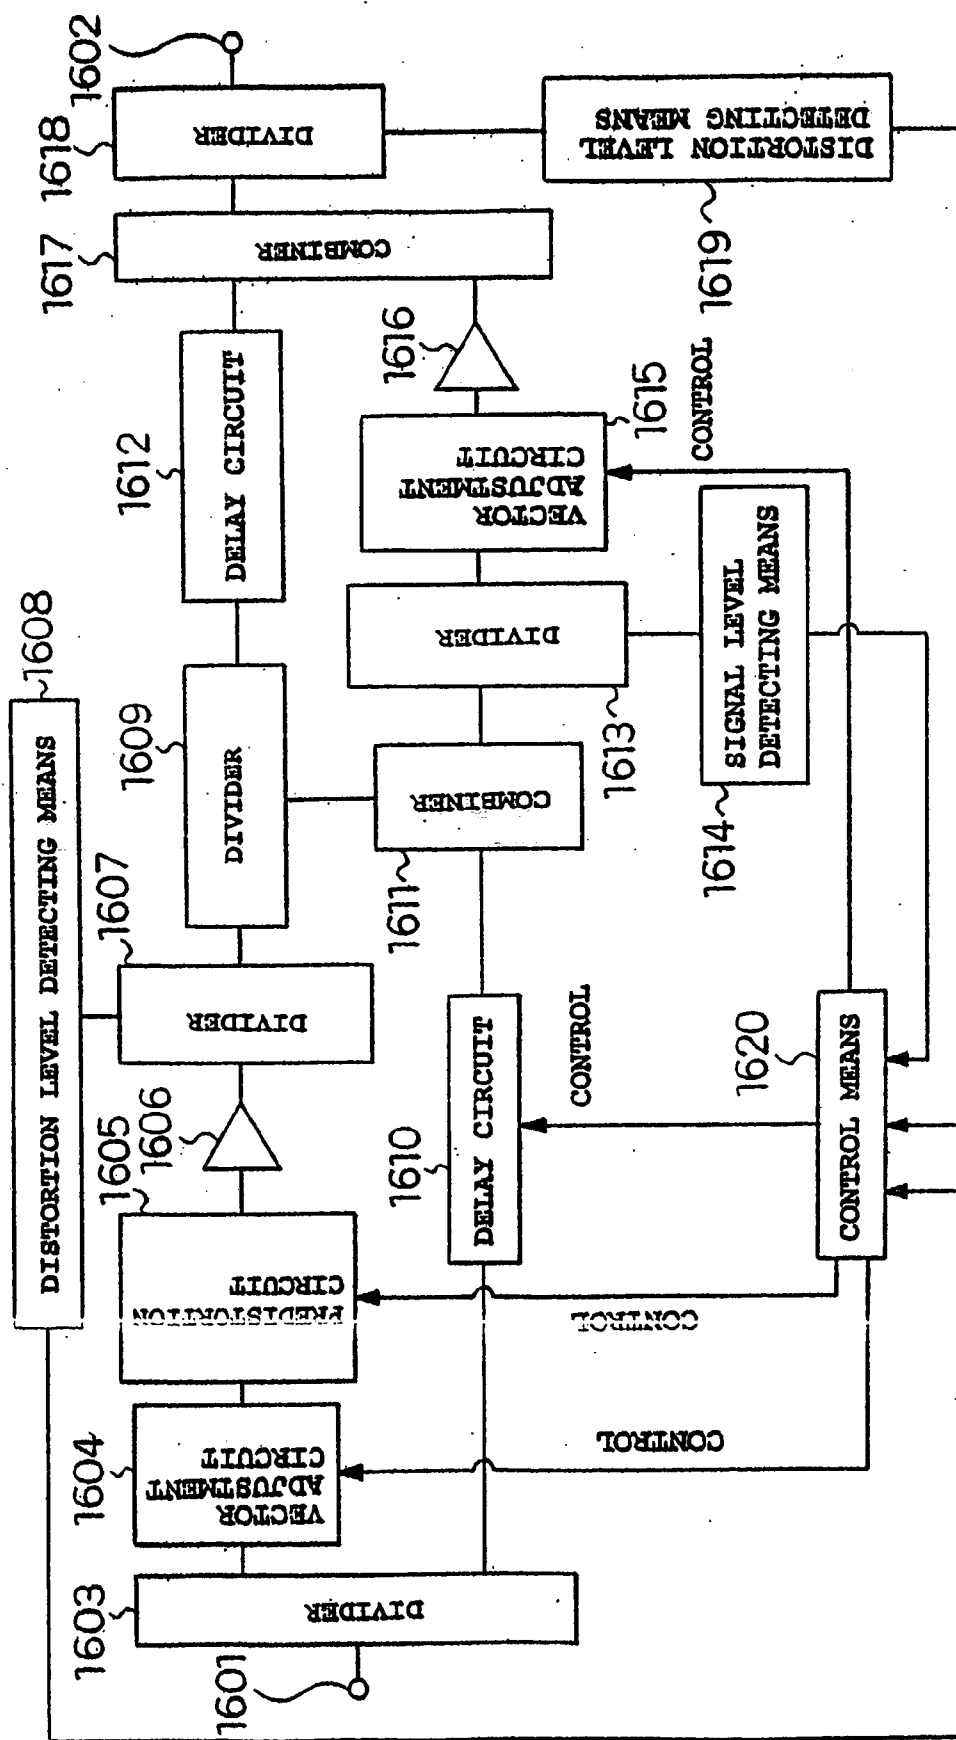 1601
1602
1603
DIVIDER
1604
VECTOR
ADJUSTMENT
CIRCUIT
1605
PREDISTORTION
CIRCUIT
1606
1607
DIVIDER
1608
DISTORTION LEVEL DETECTING MEANS
1609
DIVIDER
1610
DELAY CIRCUIT
1611
COMBINER
1612
DELAY CIRCUIT
1613
DIVIDER
1614
SIGNAL LEVEL
DETECTING MEANS
1615
VECTOR
ADJUSTMENT
CIRCUIT
1616
1617
COMBINER
1618
DIVIDER
1619
DISTORTION LEVEL
DETECTING MEANS
1620
CONTROL MEANS
CONTROL
CONTROL
CONTROL
CONTROL